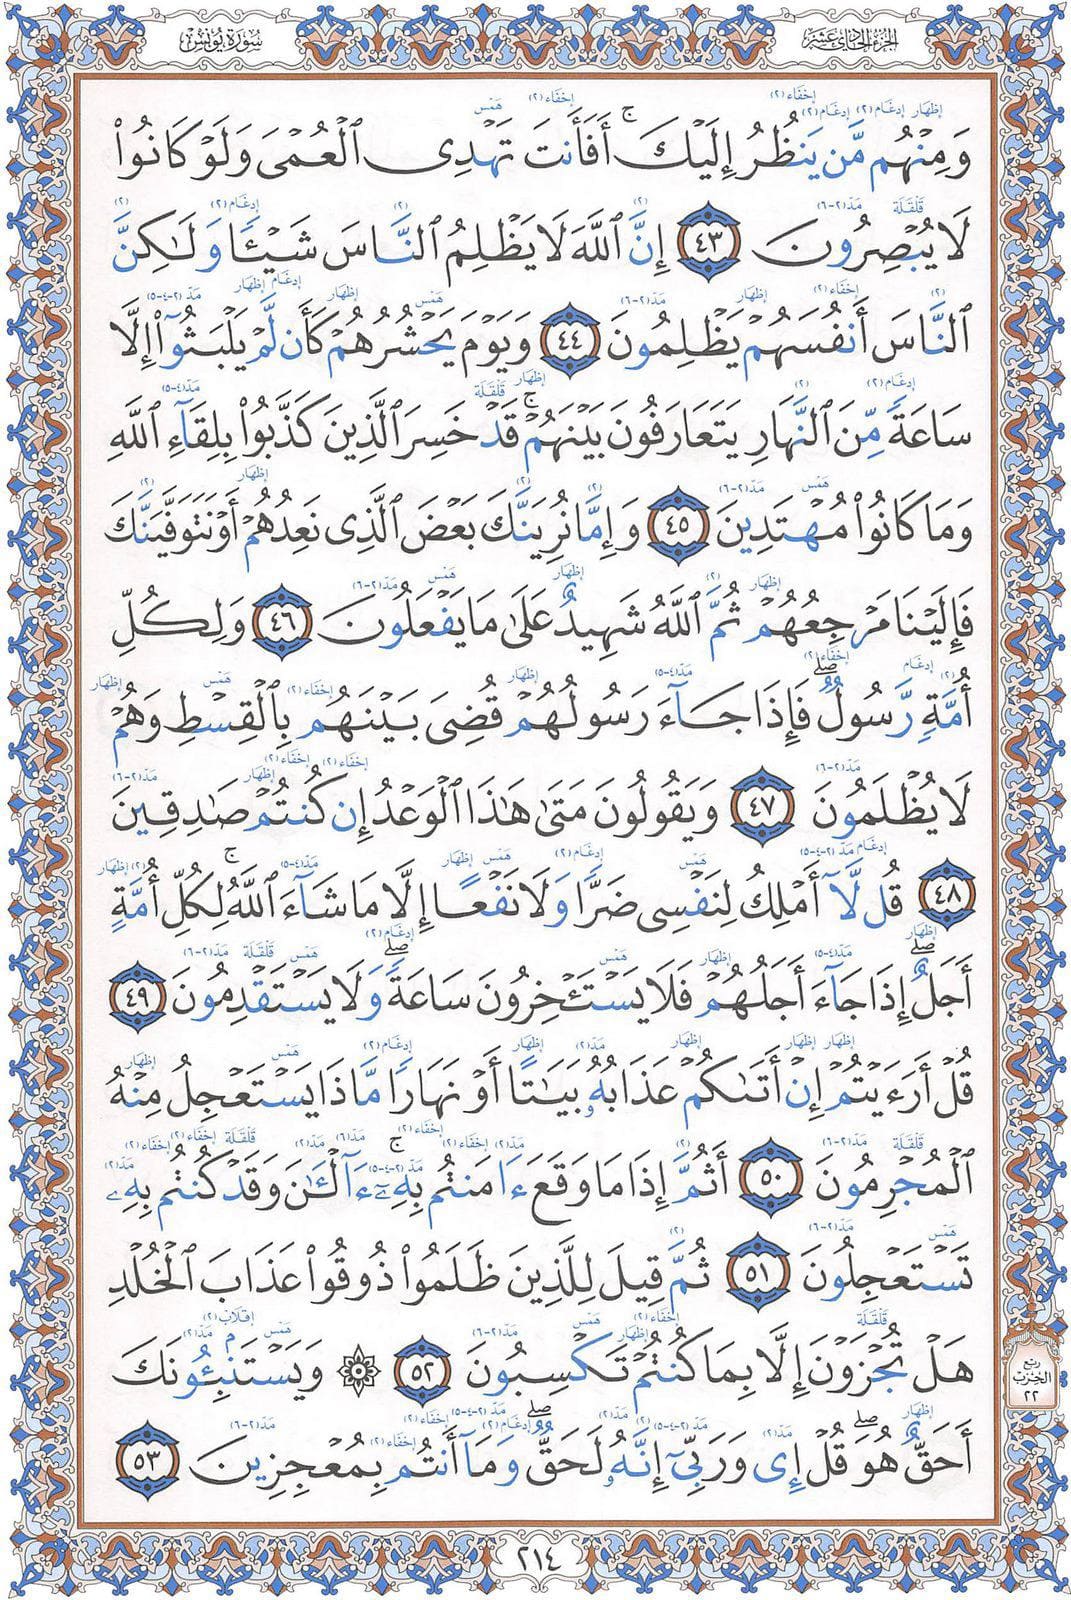 الجزء الحادي عشر
سورة يونس
وَمِنْهُم مَّن يَنظُرُ إِلَيْكَ ۚ أَفَأَنتَ تَهْدِى ٱلْعُمْىَ وَلَوْ كَانُوا۟
لَا يُبْصِرُونَ ٤٣ إِنَّ ٱللَّهَ لَا يَظْلِمُ ٱلنَّاسَ شَيْـًٔا وَلَـٰكِنَّ
ٱلنَّاسَ أَنفُسَهُمْ يَظْلِمُونَ ٤٤ وَيَوْمَ يَحْشُرُهُمْ كَأَن لَّمْ يَلْبَثُوٓا۟ إِلَّا
سَاعَةً مِّنَ ٱلنَّهَارِ يَتَعَارَفُونَ بَيْنَهُمْ ۚ قَدْ خَسِرَ ٱلَّذِينَ كَذَّبُوا۟ بِلِقَآءِ ٱللَّهِ
وَمَا كَانُوا۟ مُهْتَدِينَ ٤٥ وَإِمَّا نُرِيَنَّكَ بَعْضَ ٱلَّذِى نَعِدُهُمْ أَوْ نَتَوَفَّيَنَّكَ
فَإِلَيْنَا مَرْجِعُهُمْ ثُمَّ ٱللَّهُ شَهِيدٌ عَلَىٰ مَا يَفْعَلُونَ ٤٦ وَلِكُلِّ
أُمَّةٍ رَّسُولٌ ۖ فَإِذَا جَآءَ رَسُولُهُمْ قُضِىَ بَيْنَهُم بِٱلْقِسْطِ وَهُمْ
لَا يُظْلَمُونَ ٤٧ وَيَقُولُونَ مَتَىٰ هَـٰذَا ٱلْوَعْدُ إِن كُنتُمْ صَـٰدِقِينَ
٤٨ قُل لَّآ أَمْلِكُ لِنَفْسِى ضَرًّا وَلَا نَفْعًا إِلَّا مَا شَآءَ ٱللَّهُ ۗ لِكُلِّ أُمَّةٍ
أَجَلٌ ۖ إِذَا جَآءَ أَجَلُهُمْ فَلَا يَسْتَـْٔخِرُونَ سَاعَةً ۖ وَلَا يَسْتَقْدِمُونَ ٤٩
قُلْ أَرَءَيْتُمْ إِنْ أَتَىٰكُمْ عَذَابُهُۥ بَيَـٰتًا أَوْ نَهَارًا مَّاذَا يَسْتَعْجِلُ مِنْهُ
ٱلْمُجْرِمُونَ ٥٠ أَثُمَّ إِذَا مَا وَقَعَ ءَامَنتُم بِهِۦٓ ۚ ءَآلْـَٔـٰنَ وَقَدْ كُنتُم بِهِۦ
تَسْتَعْجِلُونَ ٥١ ثُمَّ قِيلَ لِلَّذِينَ ظَلَمُوا۟ ذُوقُوا۟ عَذَابَ ٱلْخُلْدِ
هَلْ تُجْزَوْنَ إِلَّا بِمَا كُنتُمْ تَكْسِبُونَ ٥٢ ۞ وَيَسْتَنۢبِـُٔونَكَ
أَحَقٌّ هُوَ ۖ قُلْ إِى وَرَبِّىٓ إِنَّهُۥ لَحَقٌّ ۖ وَمَآ أَنتُم بِمُعْجِزِينَ ٥٣
ربع
الحزب
٢٢
٢١٤